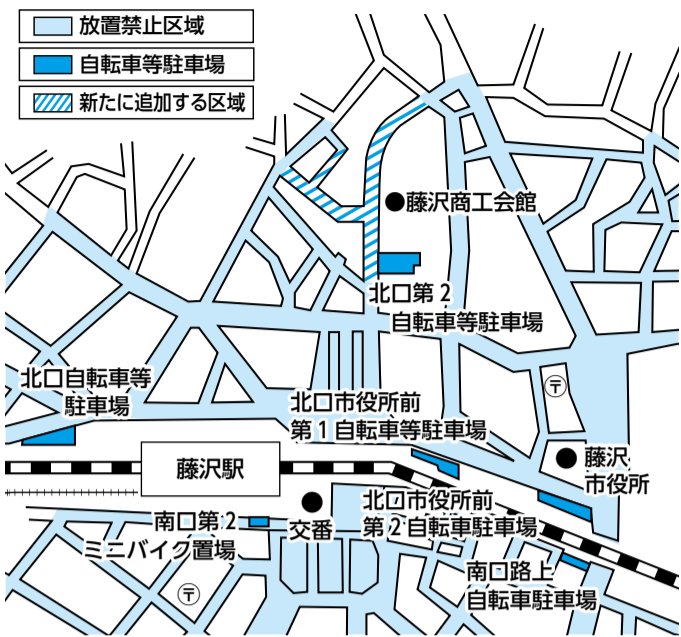 放置禁止区域
自転車等駐車場
新たに追加する区域
藤沢商工会館
北口第2
自転車等駐車場
〒
北口自転車等
駐車場
北口市役所前
第1自転車等駐車場
藤沢駅
藤沢
市役所
南口第2
ミニバイク置場
交番
北口市役所前
第2自転車駐車場
南口路上
自転車駐車場
〒